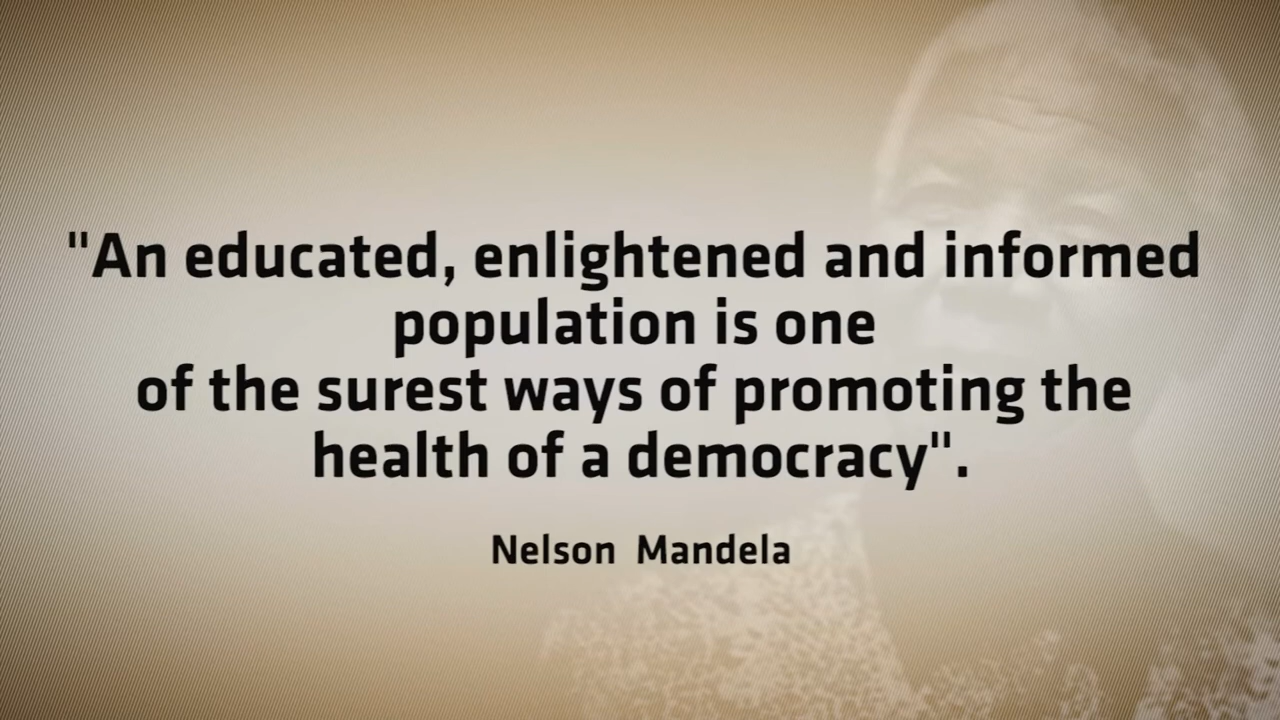 "An educated, enlightened and informed
population is one
of the surest ways of promoting the
health of a democracy".
Nelson Mandela